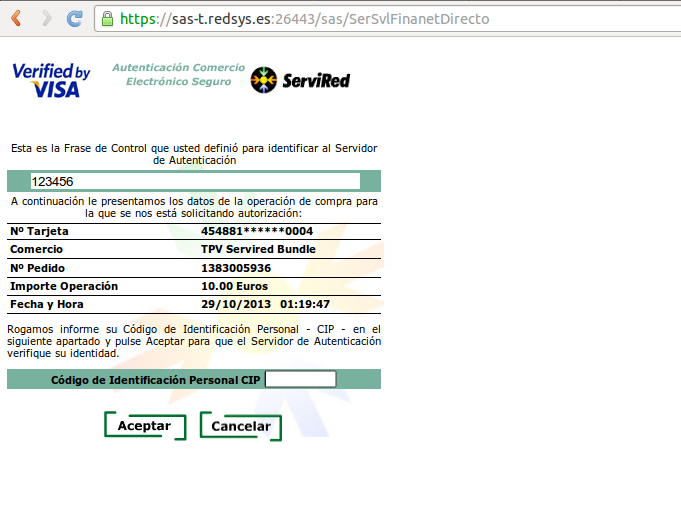 https://sas-t.redsys.es:26443/sas/SerSvlFinanetDirecto
Verified by
VISA
Autenticación Comercio
Electrónico Seguro
ServiRed
Esta es la Frase de Control que usted definió para identificar al Servidor
de Autenticación
123456
A continuación le presentamos los datos de la operación de compra para
la que se nos está solicitando autorización:
Nº Tarjeta 454881******0004
Comercio TPV Servired Bundle
Nº Pedido 1383005936
Importe Operación 10.00 Euros
Fecha y Hora 29/10/2013 01:19:47
Rogamos informe su Código de Identificación Personal - CIP - en el
siguiente apartado y pulse Aceptar para que el Servidor de Autenticación
verifique su identidad.
Código de Identificación Personal CIP
Aceptar Cancelar